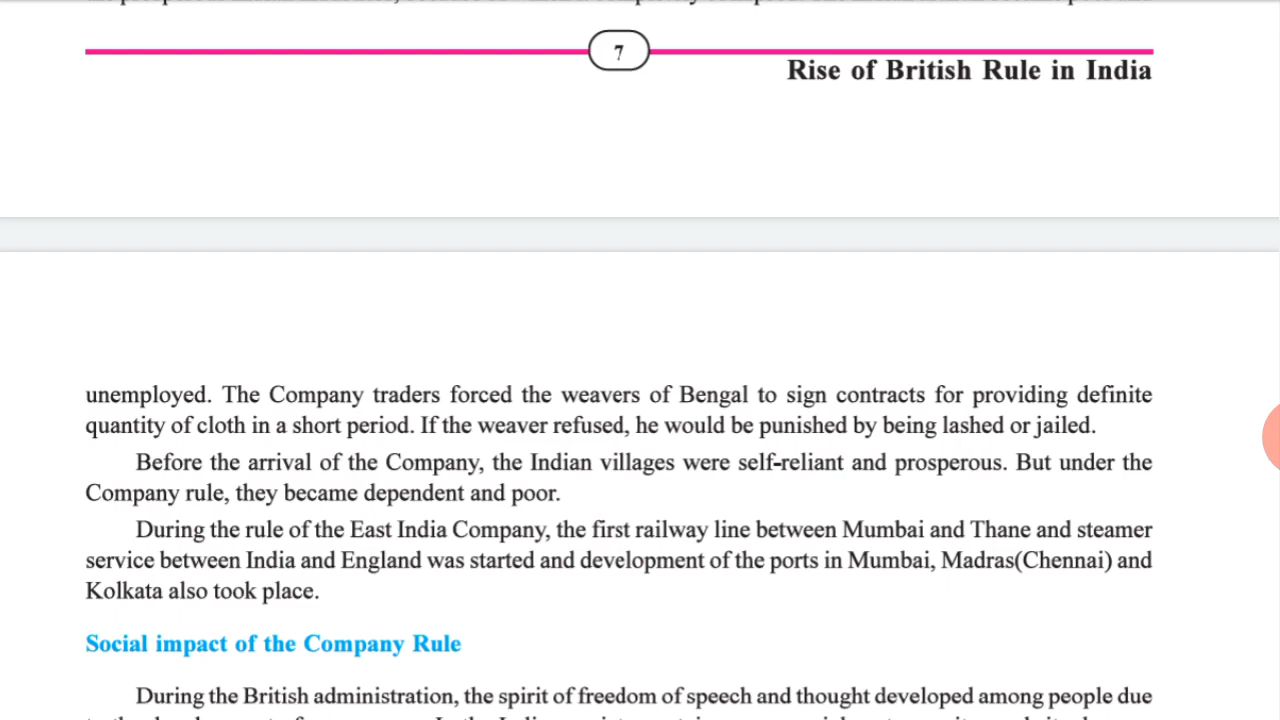 7
Rise of British Rule in India
unemployed. The Company traders forced the weavers of Bengal to sign contracts for providing definite
quantity of cloth in a short period. If the weaver refused, he would be punished by being lashed or jailed.
Before the arrival of the Company, the Indian villages were self-reliant and prosperous. But under the
Company rule, they became dependent and poor.
During the rule of the East India Company, the first railway line between Mumbai and Thane and steamer
service between India and England was started and development of the ports in Mumbai, Madras(Chennai) and
Kolkata also took place.
Social impact of the Company Rule
During the British administration, the spirit of freedom of speech and thought developed among people due